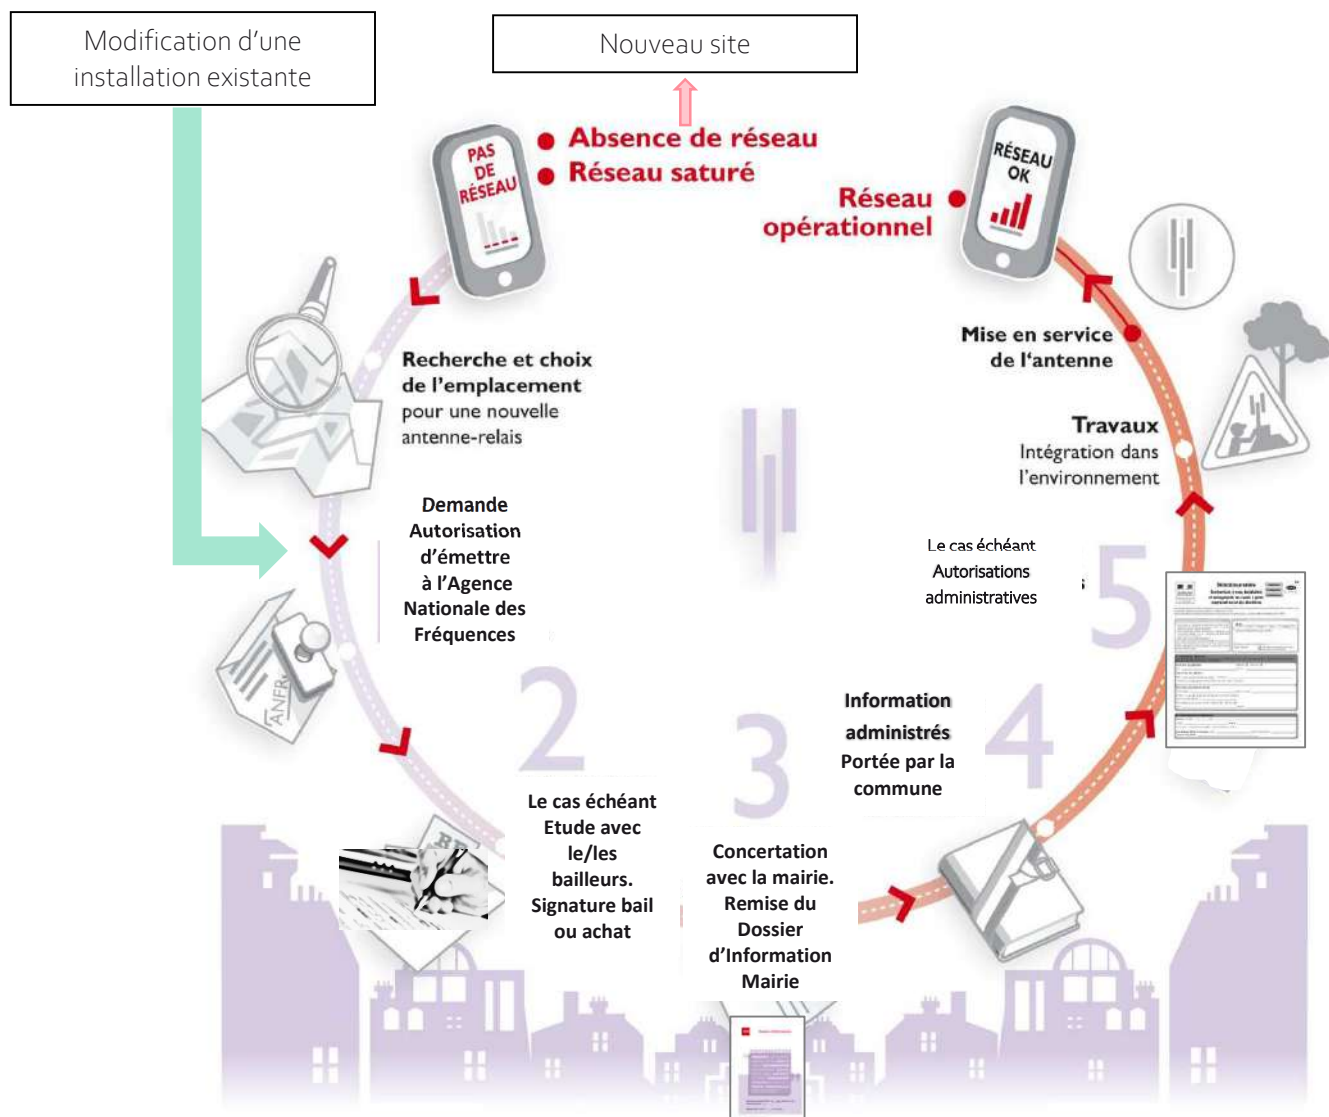 Modification d’une
installation existante
Nouveau site
PAS
DE
RÉSEAU
Absence de réseau
Réseau saturé
RÉSEAU
OK
Réseau
opérationnel
Recherche et choix
de l’emplacement
pour une nouvelle
antenne-relais
Mise en service
de l‘antenne
Travaux
Intégration dans
l’environnement
Demande
Autorisation
d’émettre
à l’Agence
Nationale des
Fréquences
ANFR
Le cas échéant
Autorisations
administratives
5
2
3
4
Information
administrés
Portée par la
commune
Le cas échéant
Etude avec
le/les
bailleurs.
Signature bail
ou achat
Concertation
avec la mairie.
Remise du
Dossier
d’Information
Mairie